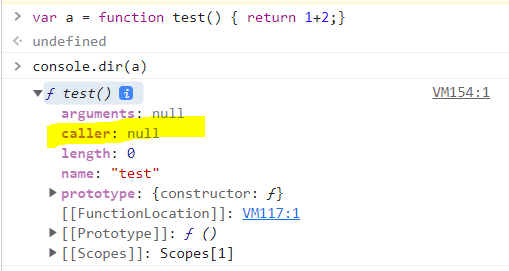 > var a = function test() { return 1+2;}
<· undefined
> console.dir(a)
▼ƒ test() i VM154:1
arguments: null
caller: null
length: 0
name: "test"
▶ prototype: {constructor: ƒ}
[[FunctionLocation]]: VM117:1
▶ [[Prototype]]: ƒ ()
▶ [[Scopes]]: Scopes[1]